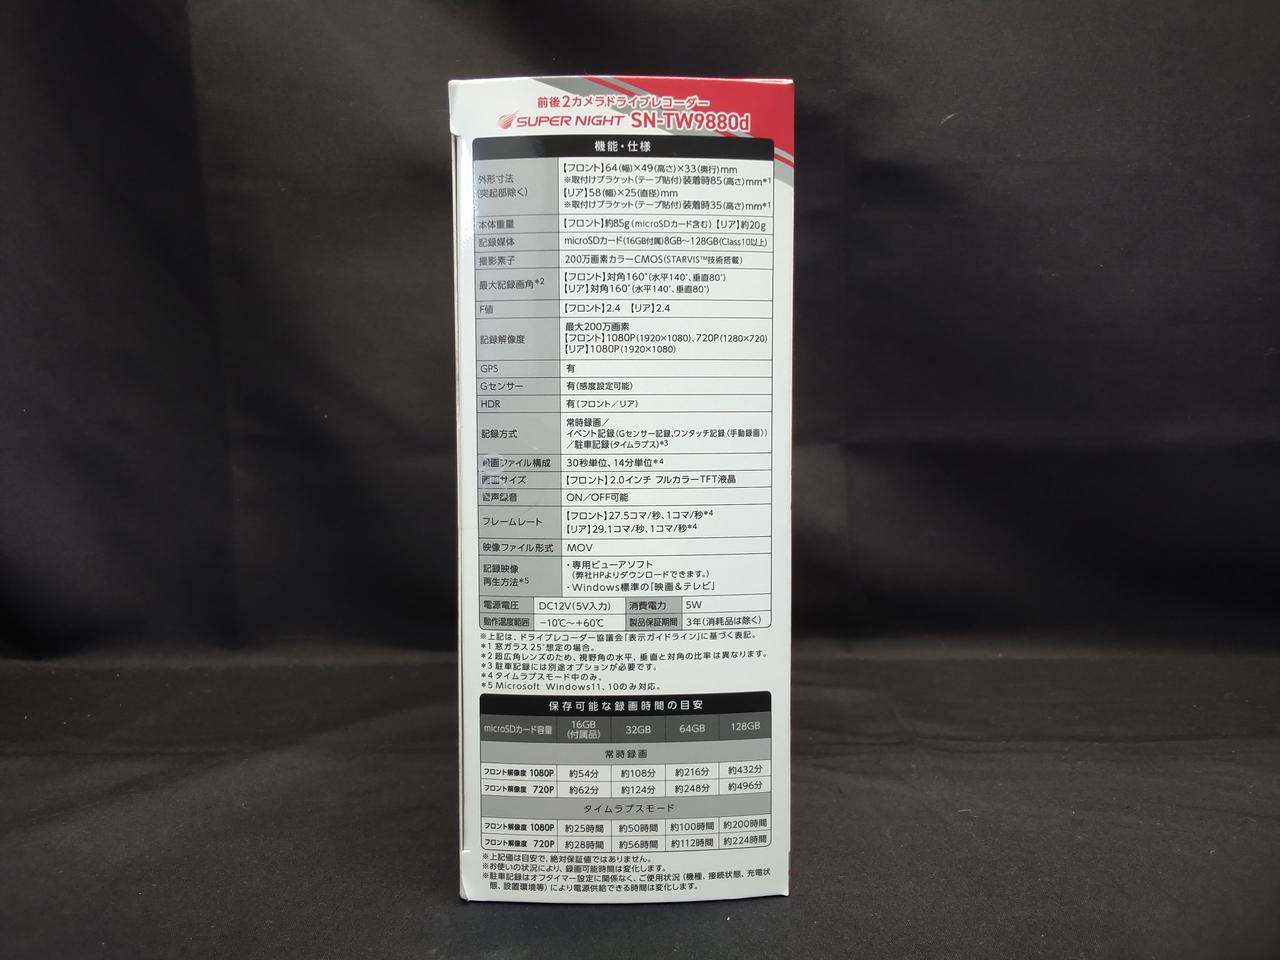 前後2カメラドライブレコーダー
SUPER NIGHT SN-TW9880d
機能・仕様
外形寸法
(突起部除く)
【フロント】64(幅)×49(高さ)×33(奥行)mm
※取付けブラケット(テープ貼付)装着時85(高さ)mm*1
【リア】58(幅)×25(直径)mm
※取付けブラケット(テープ貼付)装着時35(高さ)mm*1
本体重量 【フロント】約85g(microSDカード含む)【リア】約20g
記録媒体 microSDカード(16GB付属)8GB～128GB(Class10以上)
撮影素子 200万画素カラーCMOS(STARVIS™技術搭載)
最大記録画角*2
【フロント】対角160°(水平140°、垂直80°)
【リア】対角160°(水平140°、垂直80°)
F値 【フロント】2.4 【リア】2.4
記録解像度
最大200万画素
【フロント】1080P(1920×1080)、720P(1280×720)
【リア】1080P(1920×1080)
GPS 有
Gセンサー 有(感度設定可能)
HDR 有(フロント／リア)
記録方式
常時録画／
イベント記録(Gセンサー記録、ワンタッチ記録(手動録画))
／駐車記録(タイムラプス)*3
録画ファイル構成 30秒単位、14分単位*4
画面サイズ 【フロント】2.0インチ フルカラーTFT液晶
音声録音 ON／OFF可能
フレームレート
【フロント】27.5コマ/秒、1コマ/秒*4
【リア】29.1コマ/秒、1コマ/秒*4
映像ファイル形式 MOV
記録映像
再生方法*5
・専用ビューアソフト
(弊社HPよりダウンロードできます。)
・Windows標準の「映画&テレビ」
電源電圧 DC12V(5V入力) 消費電力 5W
動作温度範囲 −10℃～+60℃ 製品保証期間 3年(消耗品は除く)
※上記は、ドライブレコーダー協議会「表示ガイドライン」に基づく表記。
*1 窓ガラス25°想定の場合。
*2 超広角レンズのため、視野角の水平、垂直と対角の比率は異なります。
*3 駐車記録には別途オプションが必要です。
*4 タイムラプスモード中のみ。
*5 Microsoft Windows11、10のみ対応。
保存可能な録画時間の目安
microSDカード容量 16GB(付属品) 32GB 64GB 128GB
常時録画
フロント解像度 1080P 約54分 約108分 約216分 約432分
フロント解像度 720P 約62分 約124分 約248分 約496分
タイムラプスモード
フロント解像度 1080P 約25時間 約50時間 約100時間 約200時間
フロント解像度 720P 約28時間 約56時間 約112時間 約224時間
※上記値は目安で、絶対保証値ではありません。
※お使いの状況により、録画可能時間は変化します。
※駐車記録はオフタイマー設定に関係なく、ご使用状況（機種、接続状態、充電状
態、設置環境等）により電源供給できる時間は変化します。